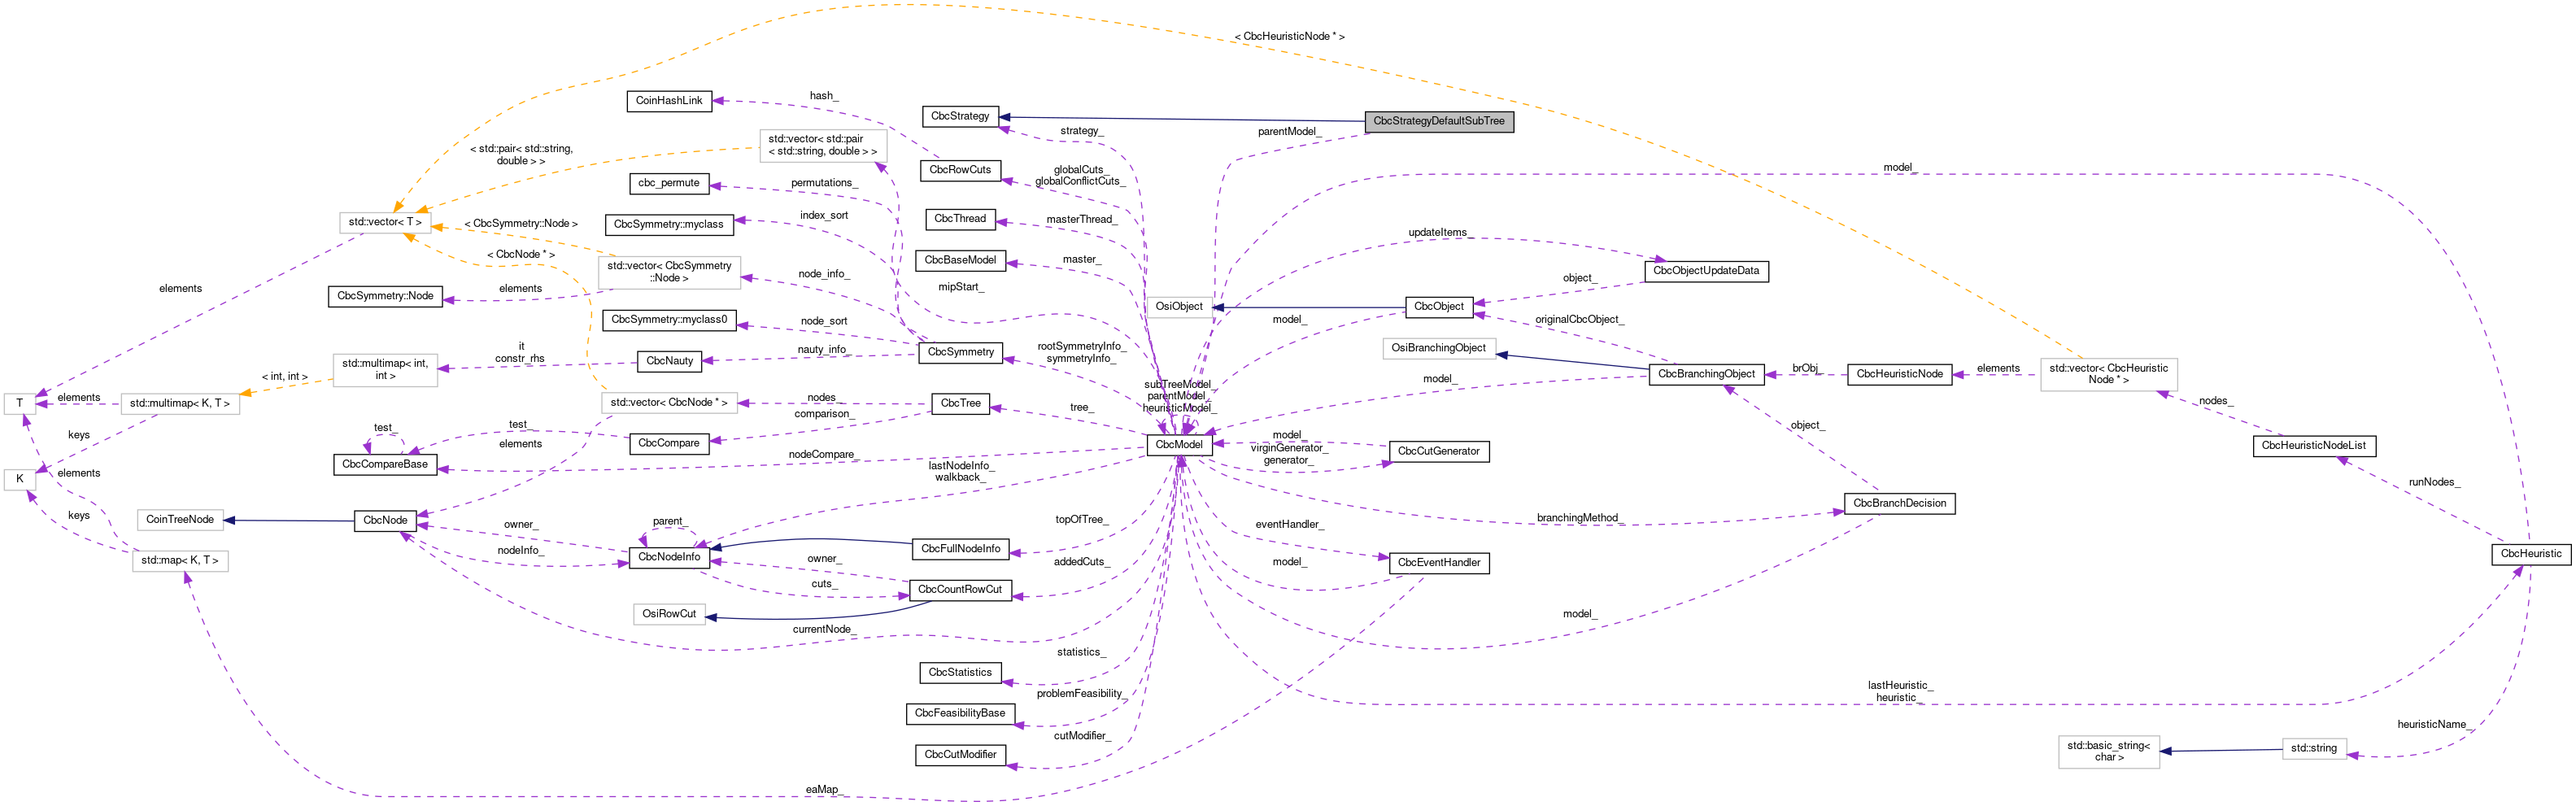 < CbcHeuristicNode * >
CoinHashLink
hash_
CbcStrategy
CbcStrategyDefaultSubTree
strategy_
parentModel_
std::vector< std::pair
< std::string, double > >
< std::pair< std::string,
double > >
CbcRowCuts
globalCuts_
globalConflictCuts_
model_
cbc_permute
permutations_
std::vector< T >
CbcSymmetry::myclass
index_sort
CbcThread
masterThread_
< CbcSymmetry::Node >
updateItems_
< CbcNode * >
CbcBaseModel
master_
std::vector< CbcSymmetry
::Node >
node_info_
CbcObjectUpdateData
object_
elements
CbcSymmetry::Node
elements
mipStart_
OsiObject
CbcObject
CbcSymmetry::myclass0
node_sort
model_
originalCbcObject_
it
constr_rhs
CbcNauty
nauty_info_
CbcSymmetry
rootSymmetryInfo_
symmetryInfo_
OsiBranchingObject
std::multimap< int,
int >
< int, int >
CbcBranchingObject
brObj_
CbcHeuristicNode
elements
std::vector< CbcHeuristic
Node * >
model_
subTreeModel_
parentModel_
heuristicModel_
T
elements
std::multimap< K, T >
std::vector< CbcNode * >
nodes_
CbcTree
tree_
nodes_
comparison_
keys
test_
test_
CbcCompare
elements
object_
CbcModel
model_
virginGenerator_
generator_
CbcCutGenerator
CbcHeuristicNodeList
CbcCompareBase
nodeCompare_
elements
K
lastNodeInfo_
walkback_
runNodes_
CbcBranchDecision
keys
CoinTreeNode
CbcNode
owner_
parent_
topOfTree_
eventHandler_
branchingMethod_
nodeInfo_
CbcNodeInfo
CbcFullNodeInfo
CbcHeuristic
std::map< K, T >
owner_
addedCuts_
model_
CbcEventHandler
cuts_
CbcCountRowCut
OsiRowCut
currentNode_
model_
statistics_
CbcStatistics
problemFeasibility_
lastHeuristic_
heuristic_
CbcFeasibilityBase
heuristicName_
cutModifier_
CbcCutModifier
std::basic_string<
char >
std::string
eaMap_